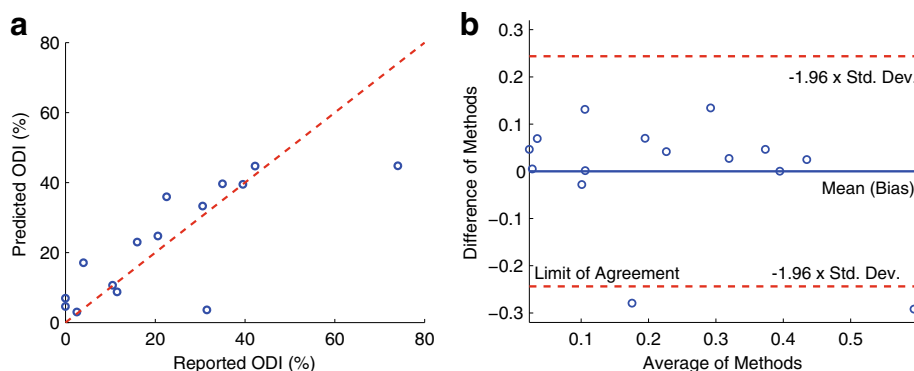 a
80
60
40
20
0
0
20
40
60
80
Predicted ODI (%)
Reported ODI (%)
b
0.3
0.2
0.1
0
−0.1
−0.2
−0.3
0.1
0.2
0.3
0.4
0.5
Difference of Methods
Average of Methods
-1.96 x Std. Dev.
Mean (Bias)
Limit of Agreement
-1.96 x Std. Dev.